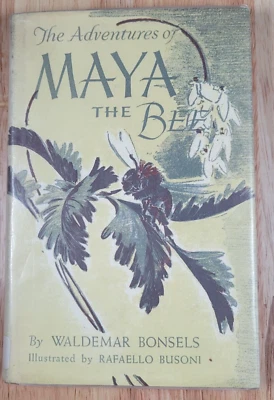 The Adventures of
MAYA
THE BEE
By WALDEMAR BONSELS
Illustrated by RAFAELLO BUSONI